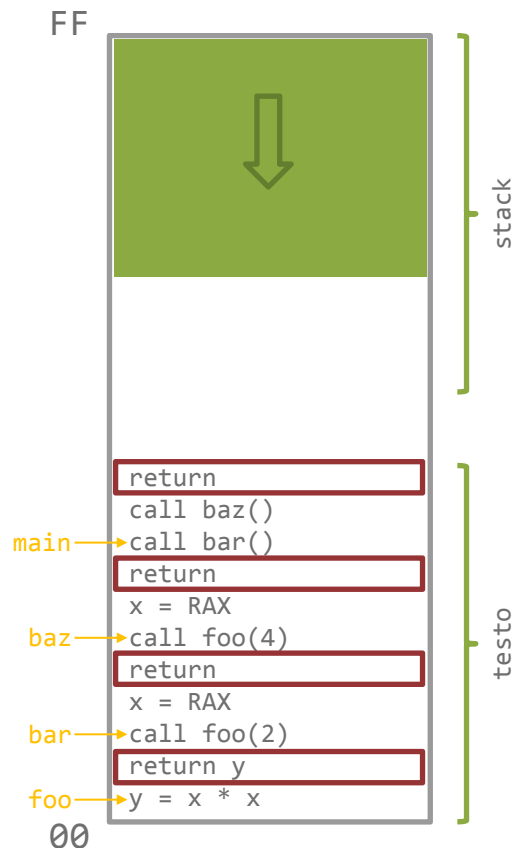 FF
stack
return
call baz()
main call bar()
return
x = RAX
baz call foo(4)
return
x = RAX
bar call foo(2)
return y
foo y = x * x
testo
00